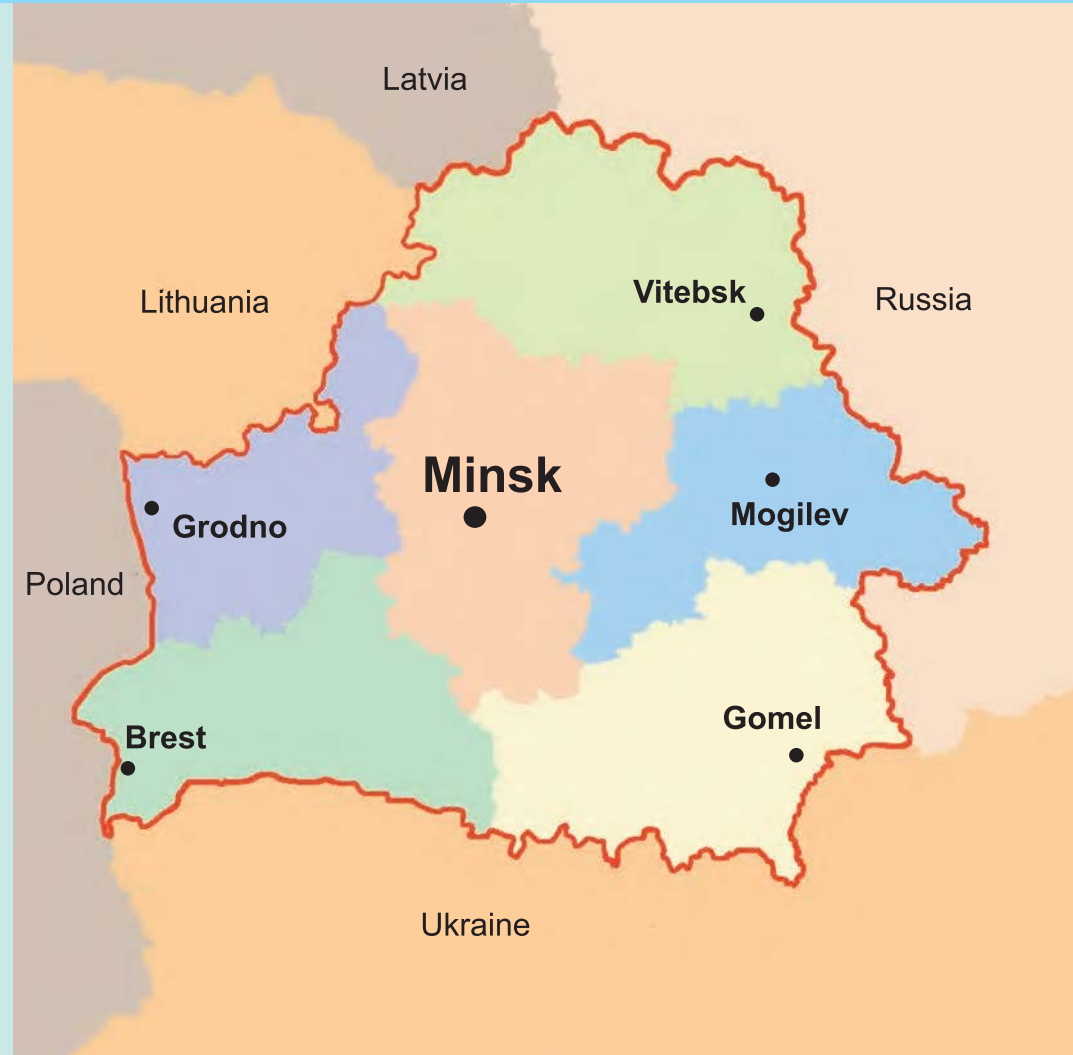 Latvia
Vitebsk
Lithuania
Russia
Minsk
Mogilev
Grodno
Poland
Gomel
Brest
Ukraine